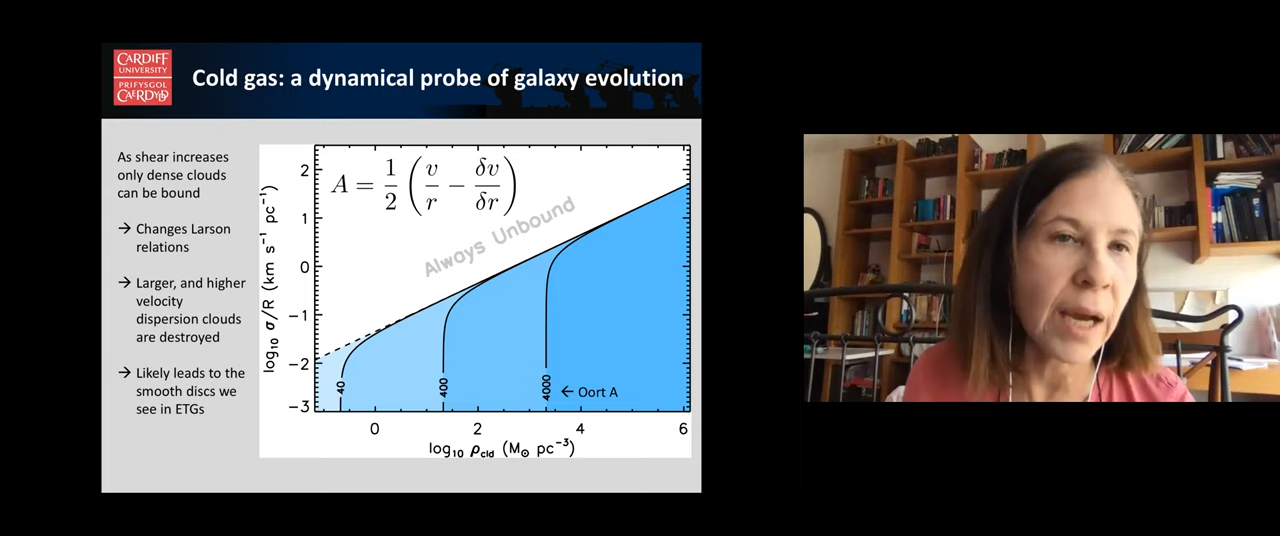 CARDIFF
UNIVERSITY
PRIFYSGOL
CAERDYDD
Cold gas: a dynamical probe of galaxy evolution
As shear increases
only dense clouds
can be bound
→ Changes Larson
relations
→ Larger, and higher
velocity
dispersion clouds
are destroyed
→ Likely leads to the
smooth discs we
see in ETGs
A = 1/2 (v/r − δv/δr)
Always Unbound
log₁₀ σ/R (km s⁻¹ pc⁻¹)
2
1
0
−1
−2
−3
40
400
4000
← Oort A
0 2 4 6
log₁₀ ρcld (M⊙ pc⁻³)